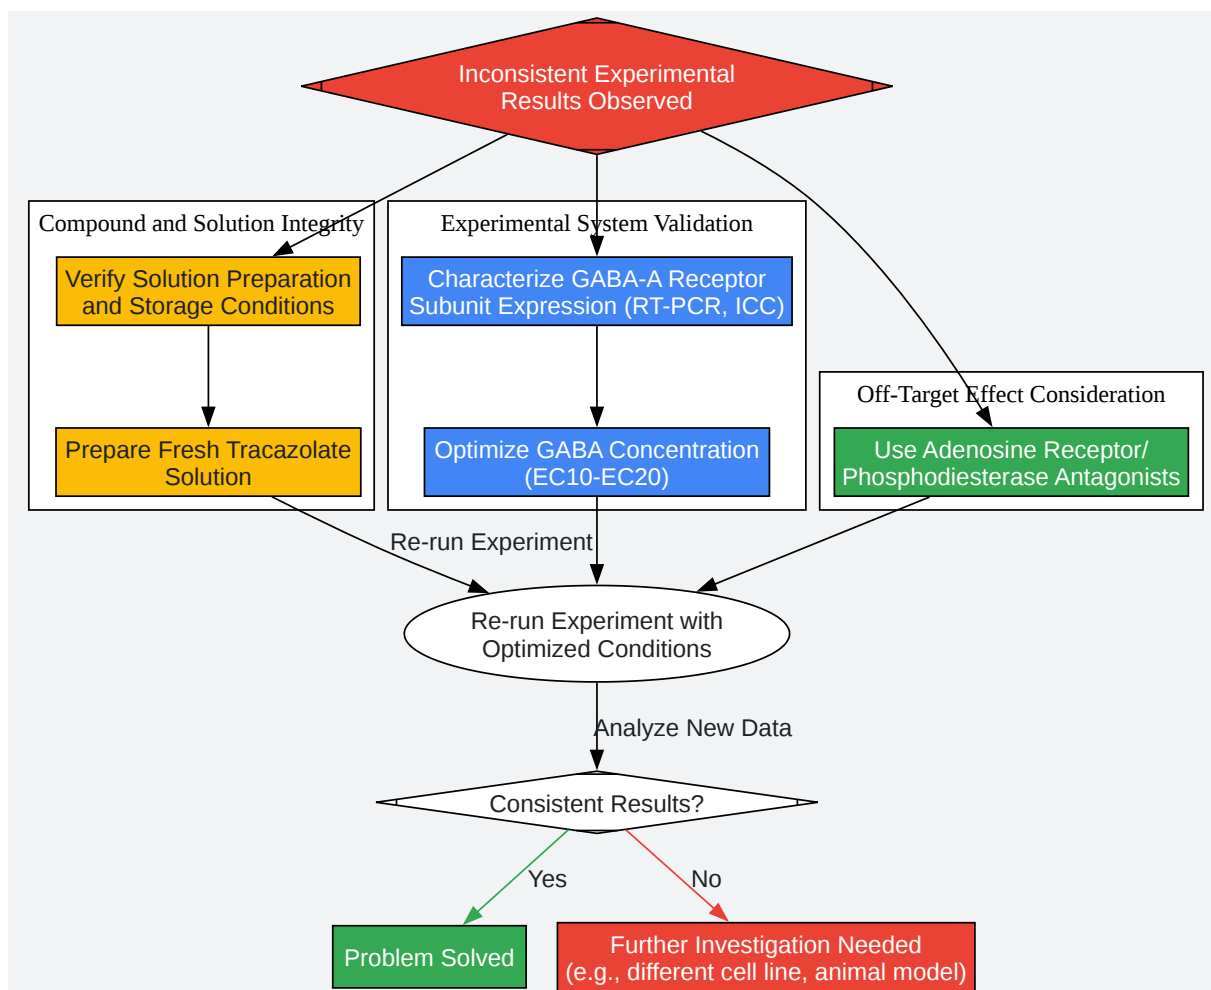 Inconsistent Experimental
Results Observed
Compound and Solution Integrity
Verify Solution Preparation
and Storage Conditions
Prepare Fresh Tracazolate
Solution
Experimental System Validation
Characterize GABA-A Receptor
Subunit Expression (RT-PCR, ICC)
Optimize GABA Concentration
(EC10-EC20)
Off-Target Effect Consideration
Use Adenosine Receptor/
Phosphodiesterase Antagonists
Re-run Experiment
Re-run Experiment with
Optimized Conditions
Analyze New Data
Consistent Results?
Yes
No
Problem Solved
Further Investigation Needed
(e.g., different cell line, animal model)